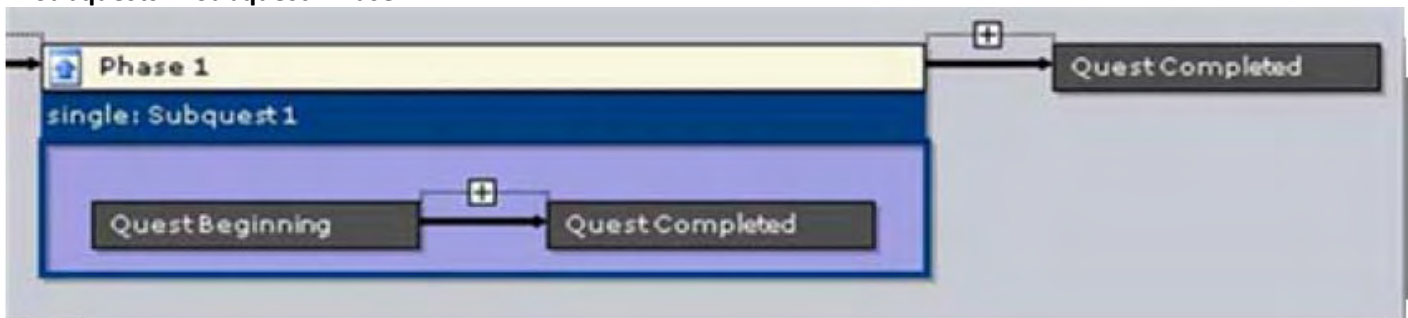 Phase 1
Quest Completed
single: Subquest 1
Quest Beginning
Quest Completed